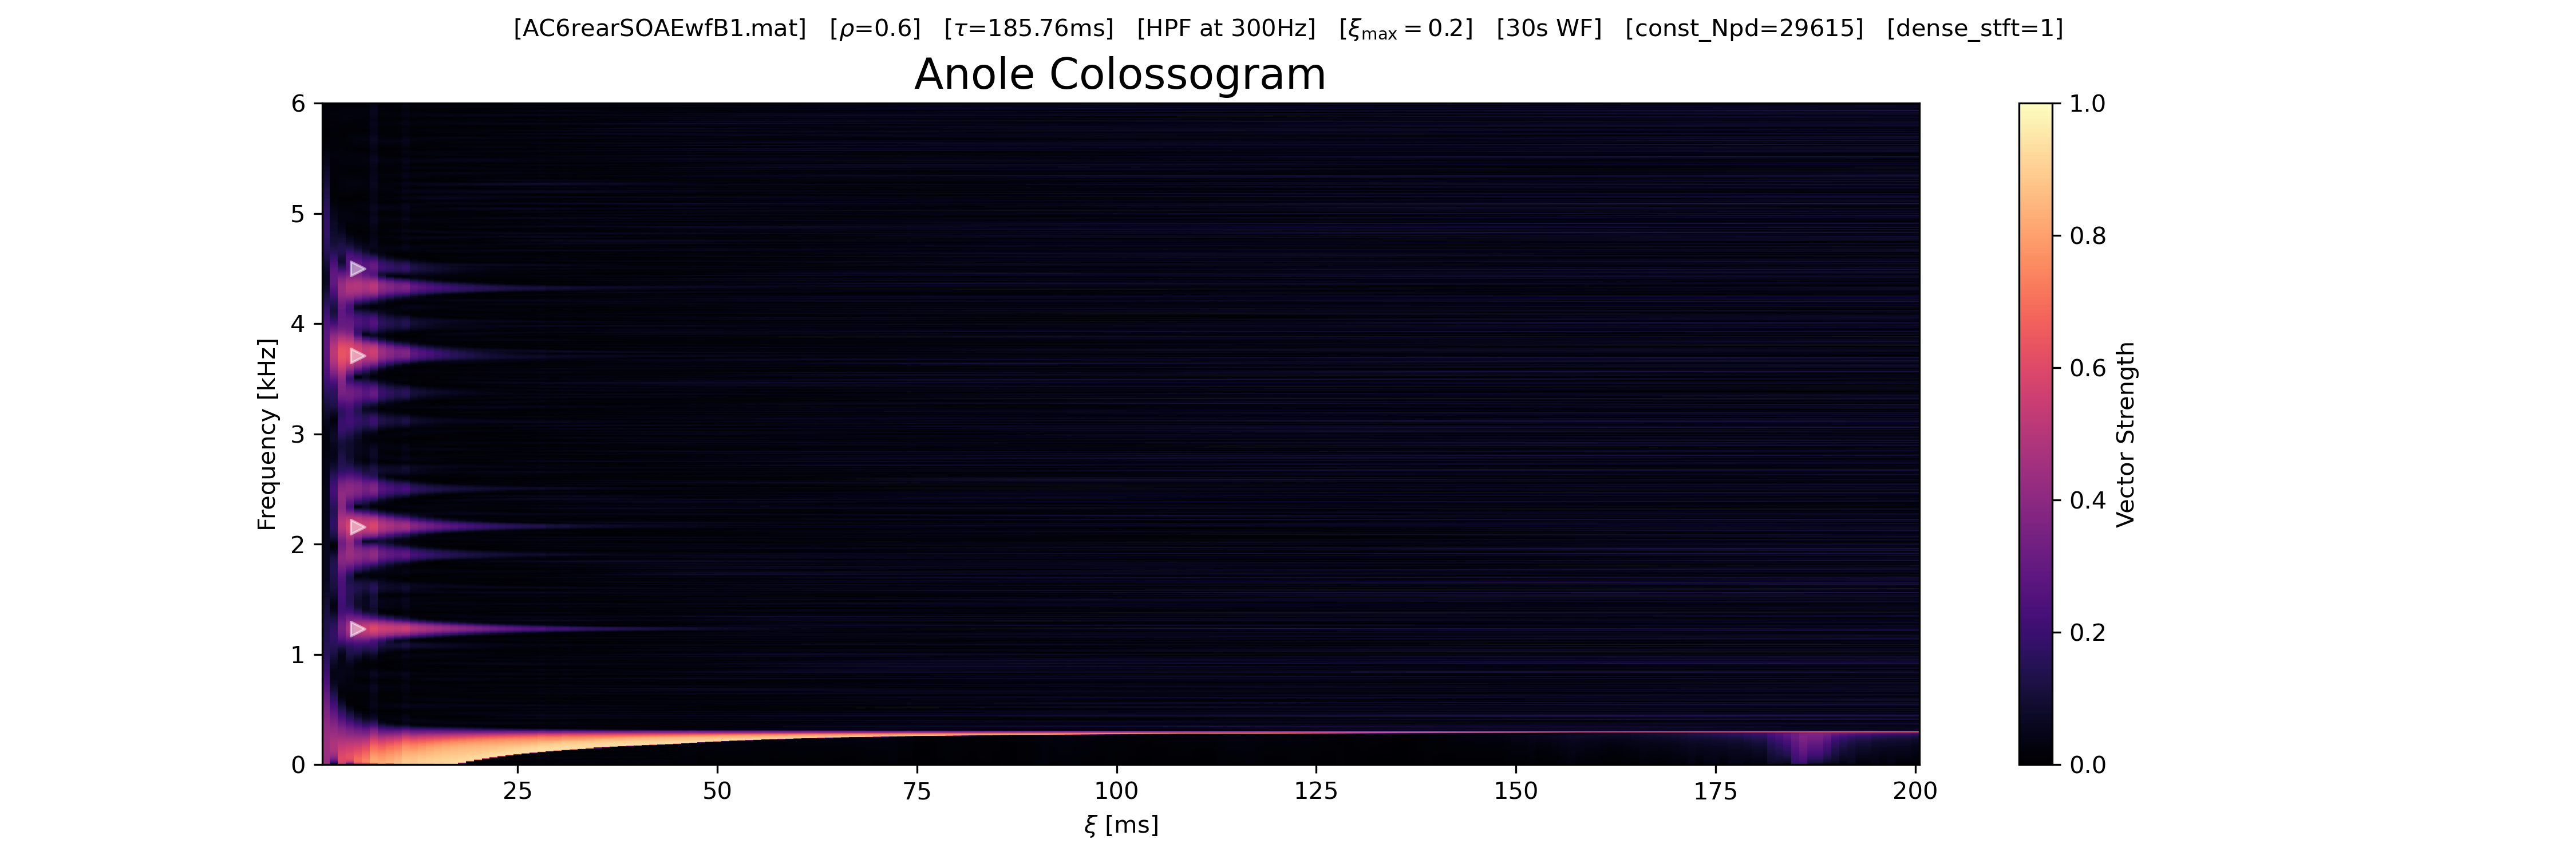 [AC6rearSOAEwfB1.mat] [ρ=0.6] [τ=185.76ms] [HPF at 300Hz] [ξmax = 0.2] [30s WF] [const_Npd=29615] [dense_stft=1]
Anole Colossogram
Frequency [kHz]
6
5
4
3
2
1
0
25 50 75 100 125 150 175 200
ξ [ms]
1.0
0.8
0.6
0.4
0.2
0.0
Vector Strength